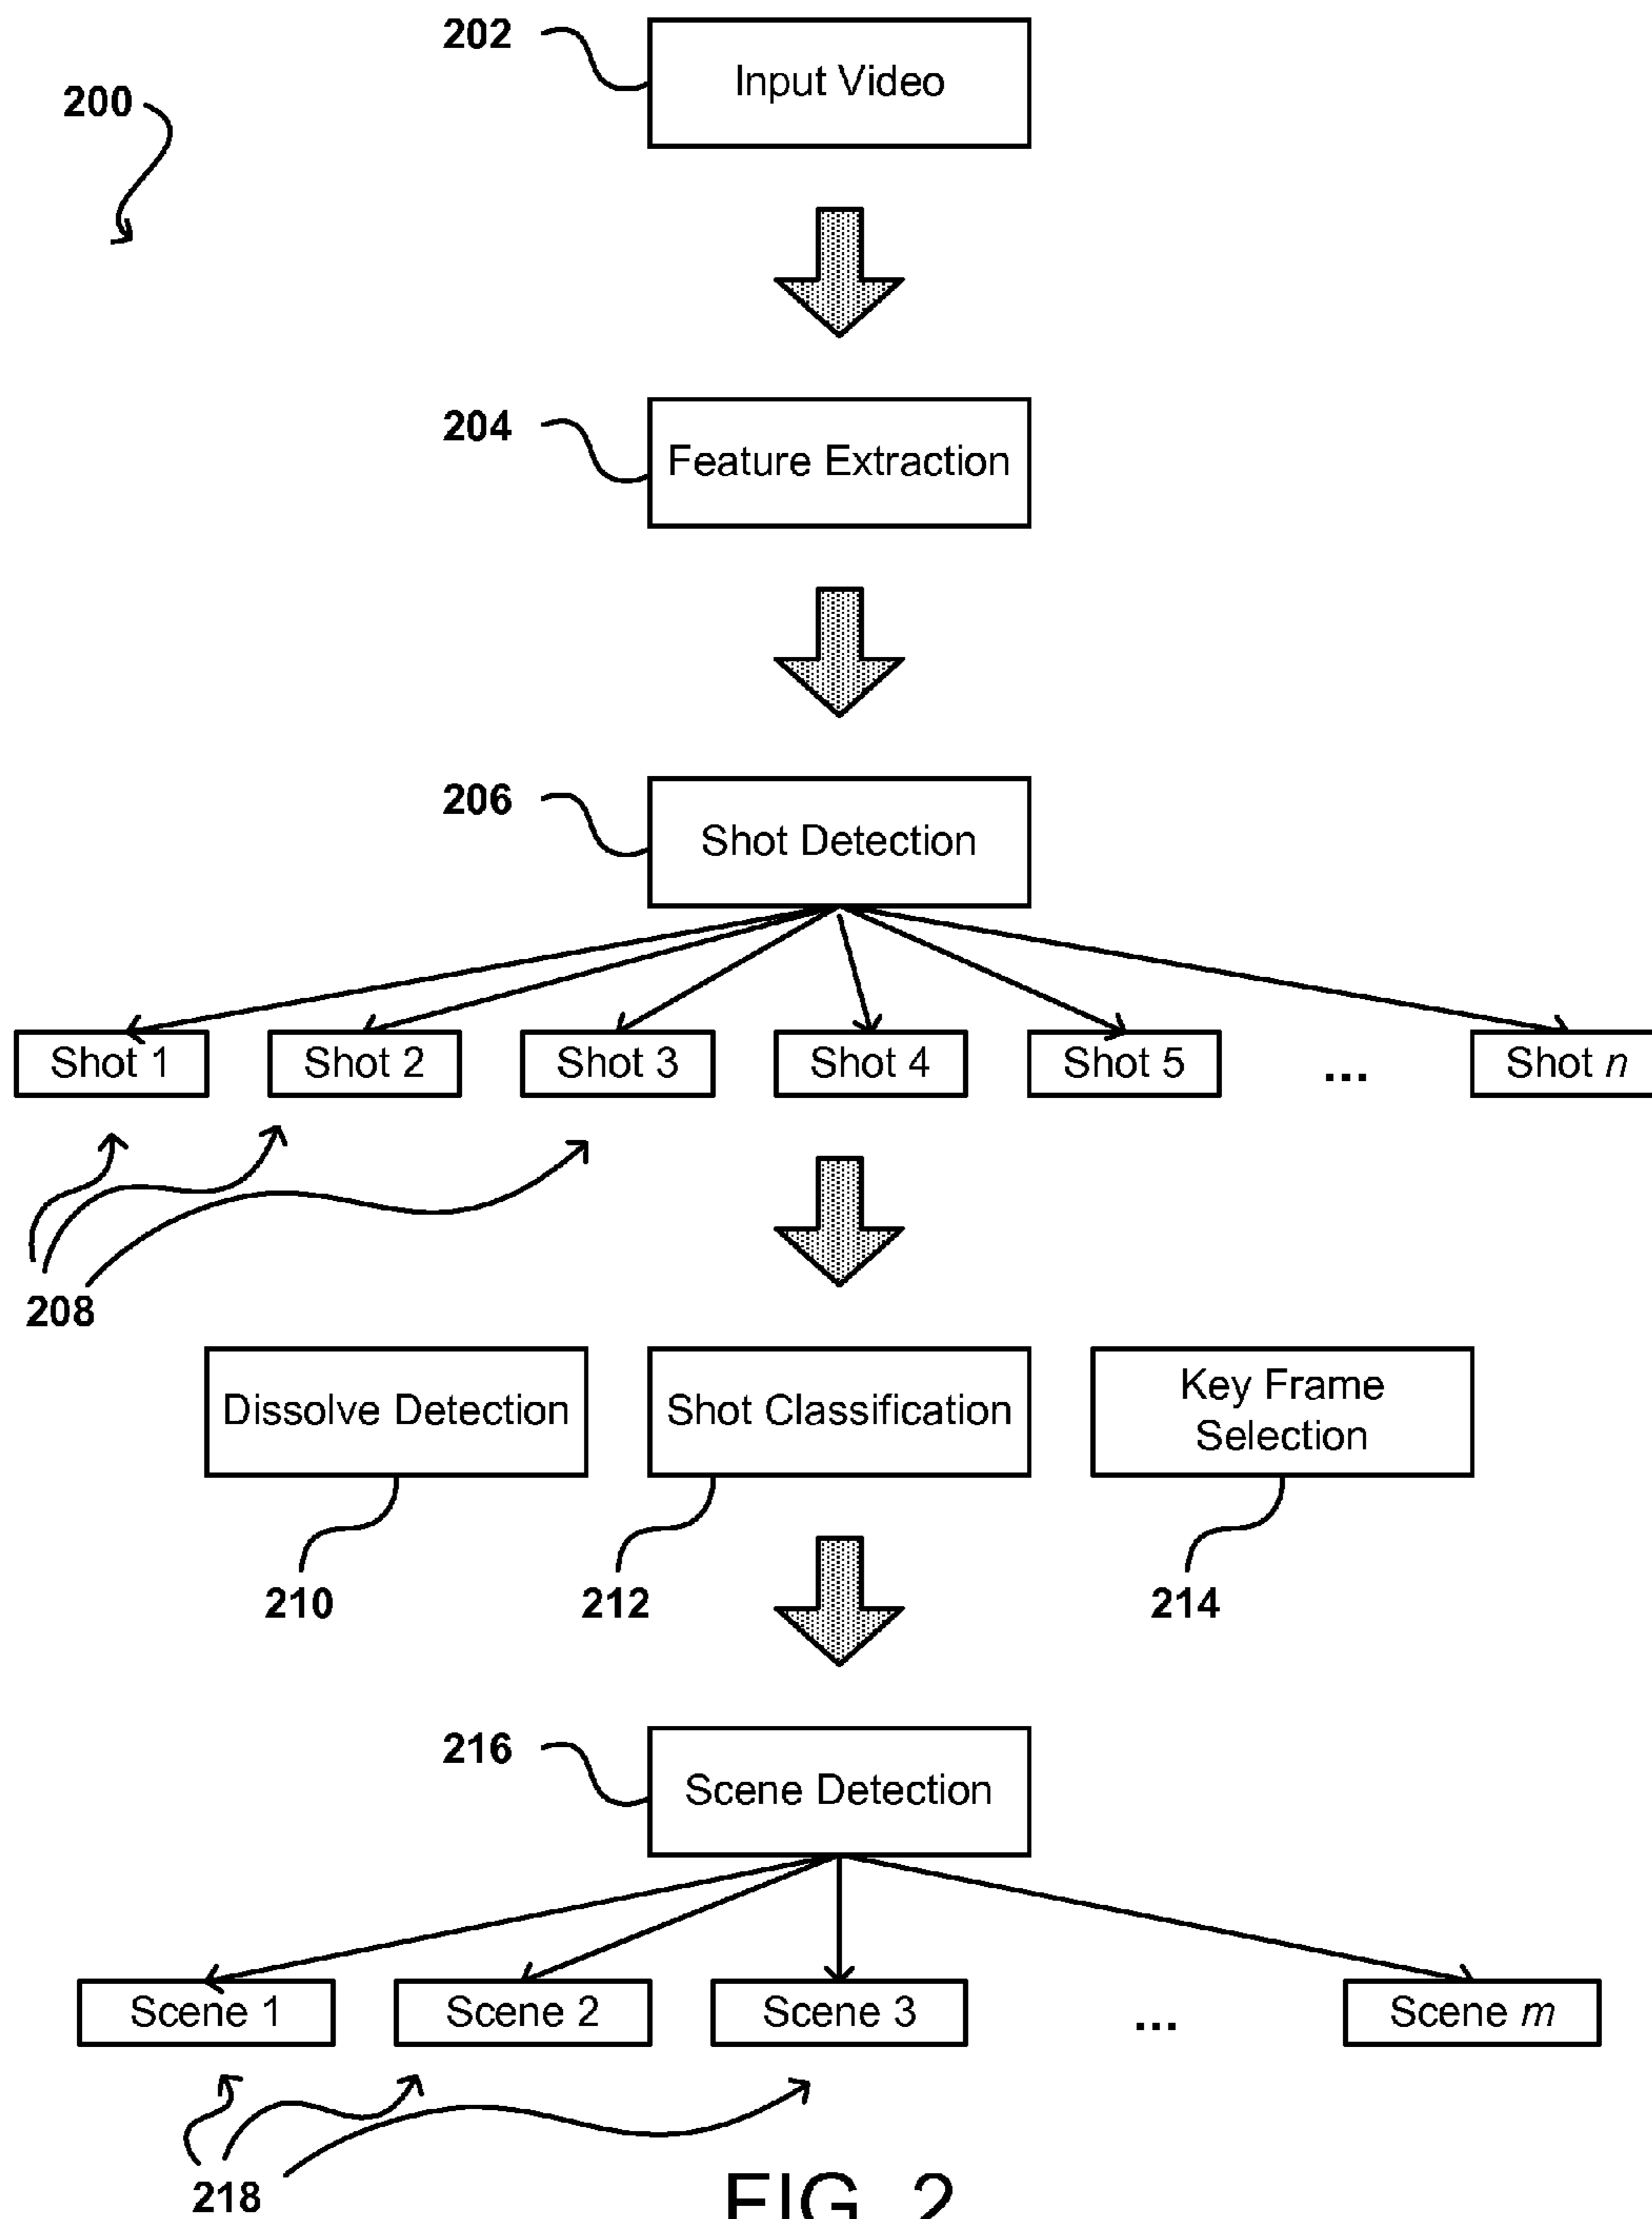 202
Input Video
200
204
Feature Extraction
206
Shot Detection
Shot 1 Shot 2 Shot 3 Shot 4 Shot 5 ... Shot n
208
Dissolve Detection
Shot Classification
Key Frame
Selection
210 212 214
216
Scene Detection
Scene 1 Scene 2 Scene 3 ... Scene m
218
FIG. 2